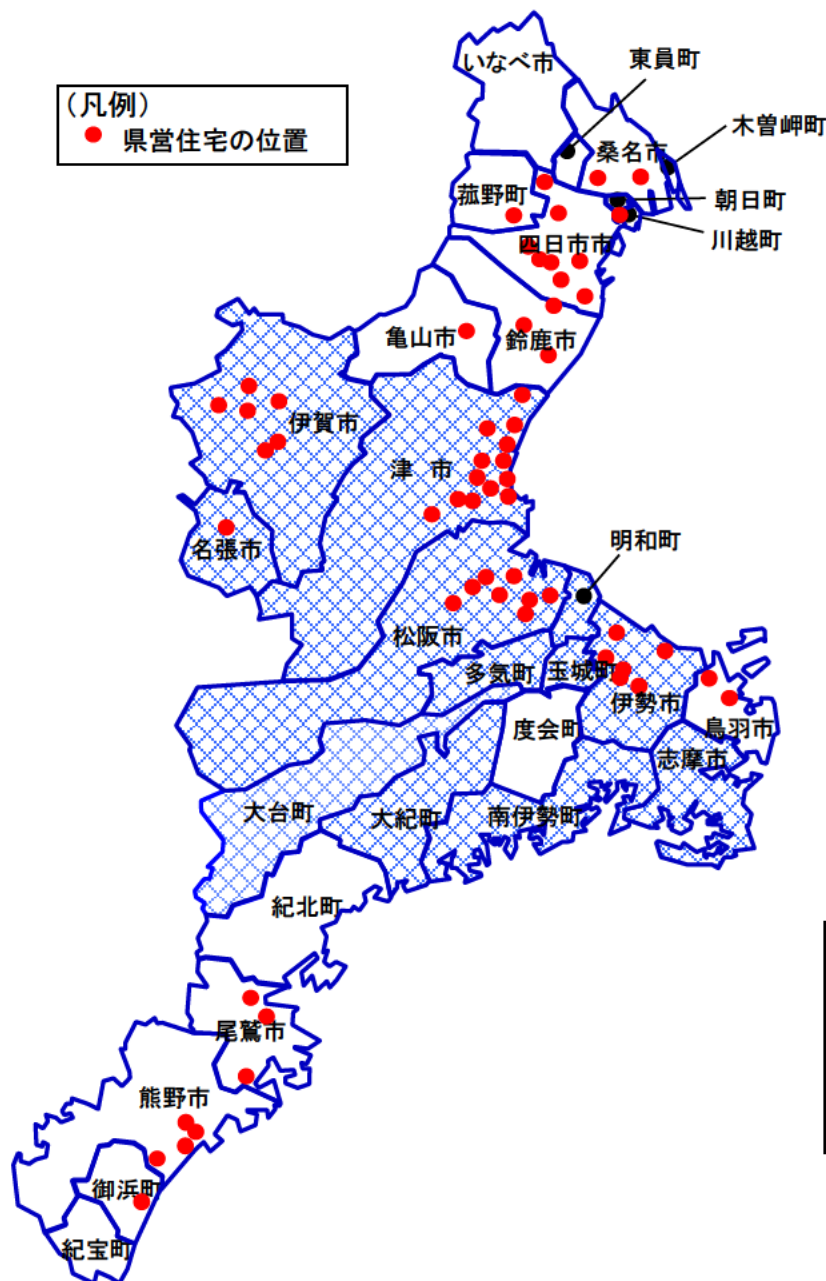 (凡例)
県営住宅の位置
いなべ市
東員町
桑名市
木曽岬町
菰野町
朝日町
四日市市
川越町
亀山市
鈴鹿市
伊賀市
津 市
名張市
明和町
松阪市
多気町
玉城町
伊勢市
鳥羽市
度会町
志摩市
大台町
大紀町
南伊勢町
紀北町
尾鷲市
熊野市
御浜町
紀宝町